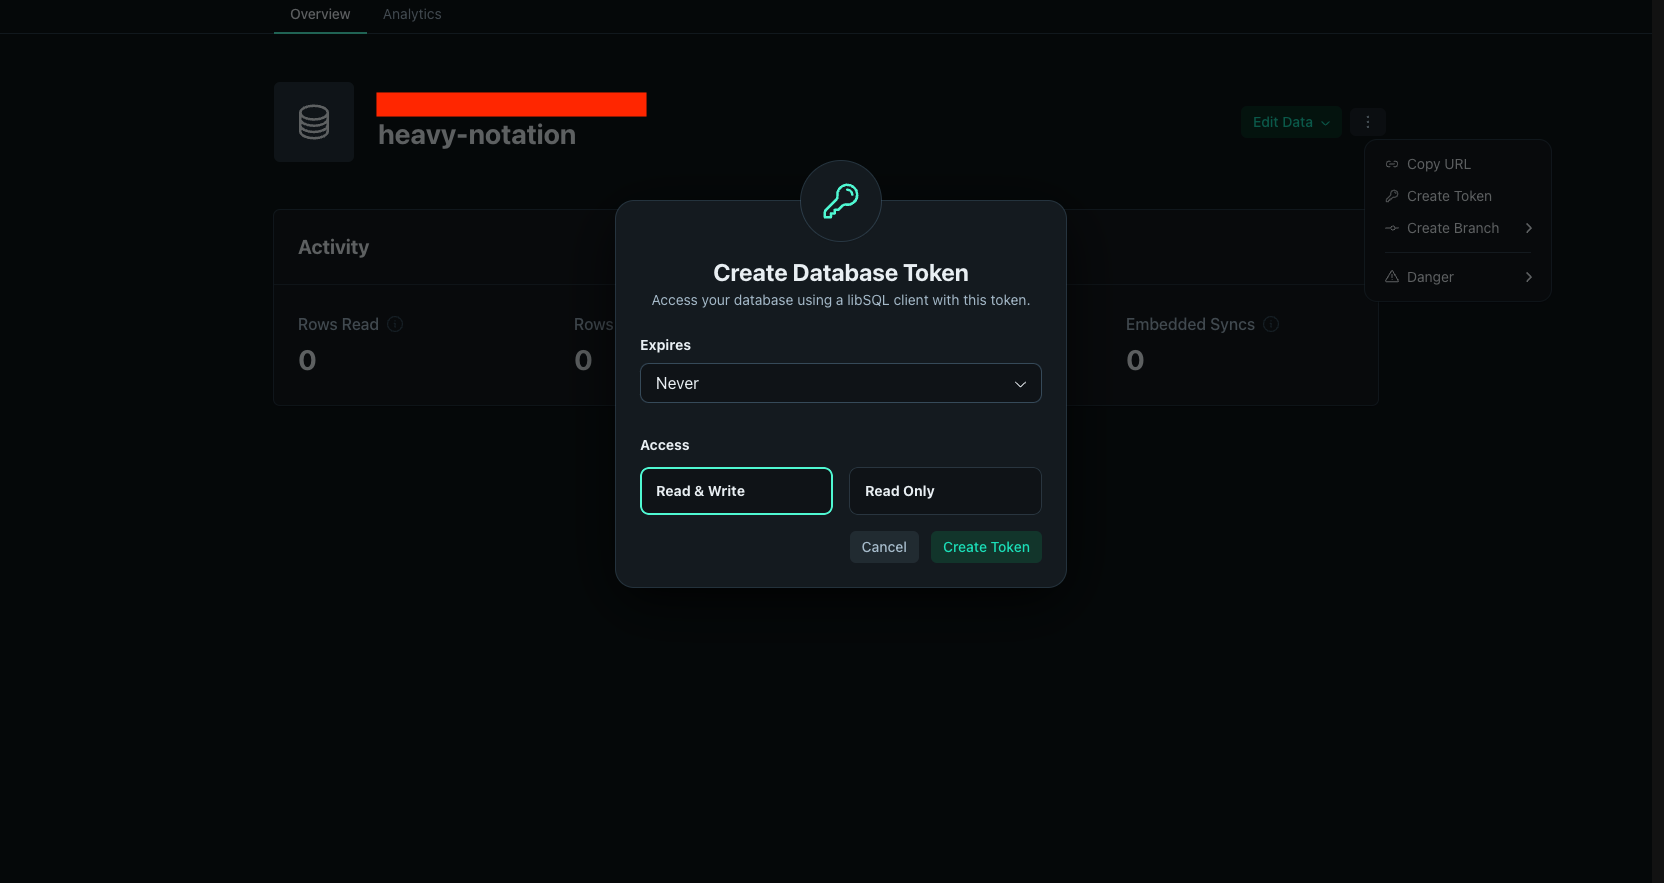 Overview Analytics
heavy-notation
Edit Data
Copy URL
Create Token
Create Branch
Danger
Activity
Rows Read
0
Rows
0
Embedded Syncs
0
Create Database Token
Access your database using a libSQL client with this token.
Expires
Never
Access
Read & Write Read Only
Cancel Create Token